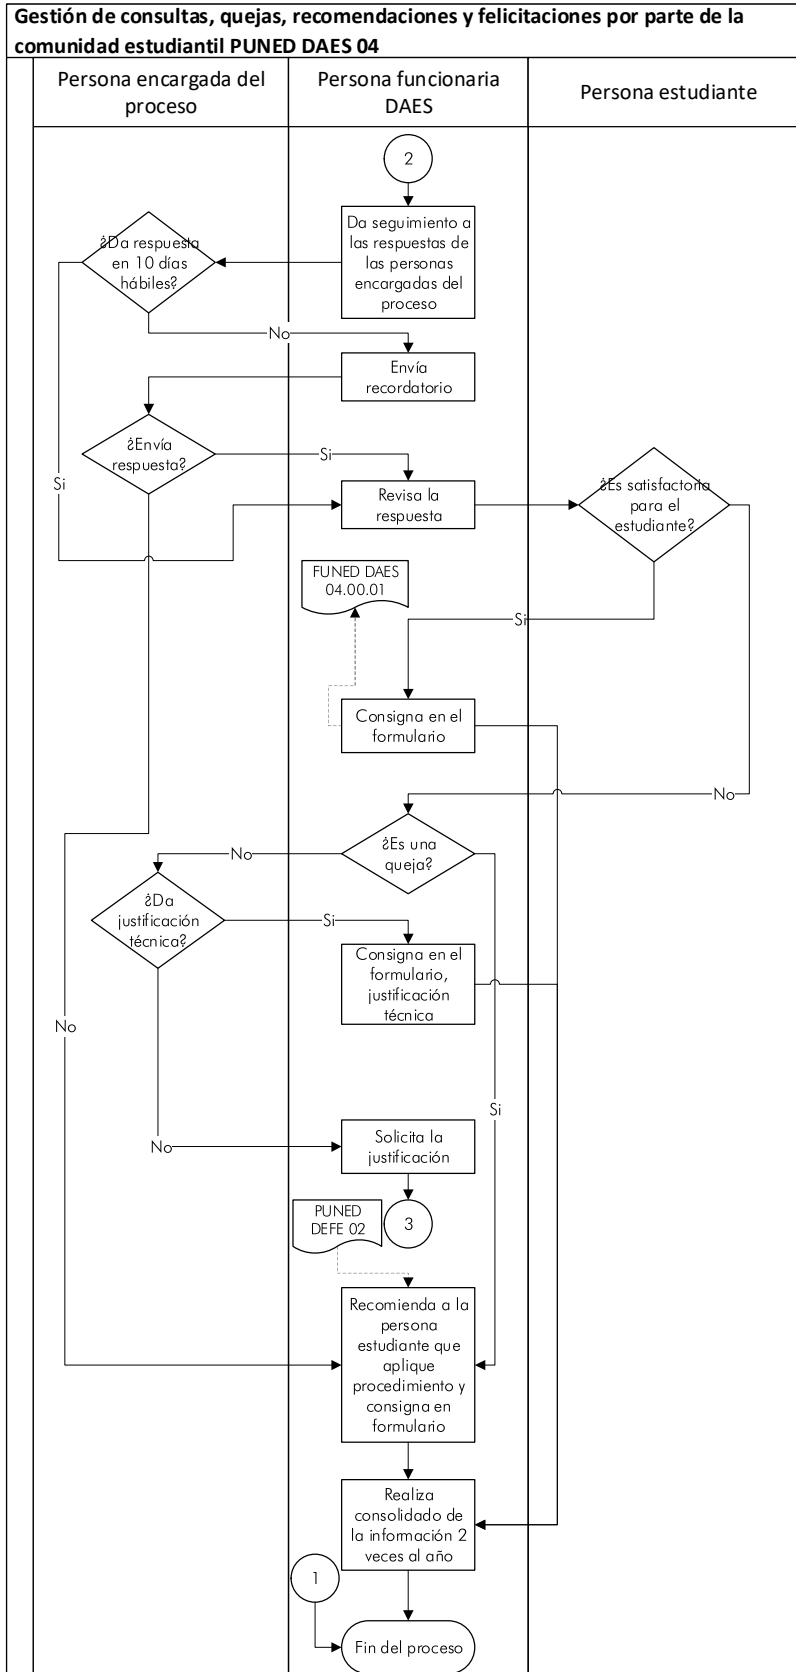 Gestión de consultas, quejas, recomendaciones y felicitaciones por parte de la
comunidad estudiantil PUNED DAES 04
Persona encargada del
proceso
Persona funcionaria
DAES
Persona estudiante
2
Da seguimiento a
las respuestas de
las personas
encargadas del
proceso
¿Da respuesta
en 10 días
hábiles?
No
Envía
recordatorio
¿Envía
respuesta?
Si
Si
Revisa la
respuesta
¿Es satisfactoria
para el
estudiante?
FUNED DAES
04.00.01
Si
Consigna en el
formulario
No
¿Es una
queja?
No
¿Da
justificación
técnica?
Si
Consigna en el
formulario,
justificación
técnica
No
Si
Solicita la
justificación
No
3
PUNED
DEFE 02
Recomienda a la
persona
estudiante que
aplique
procedimiento y
consigna en
formulario
Realiza
consolidado de
la información 2
veces al año
1
Fin del proceso